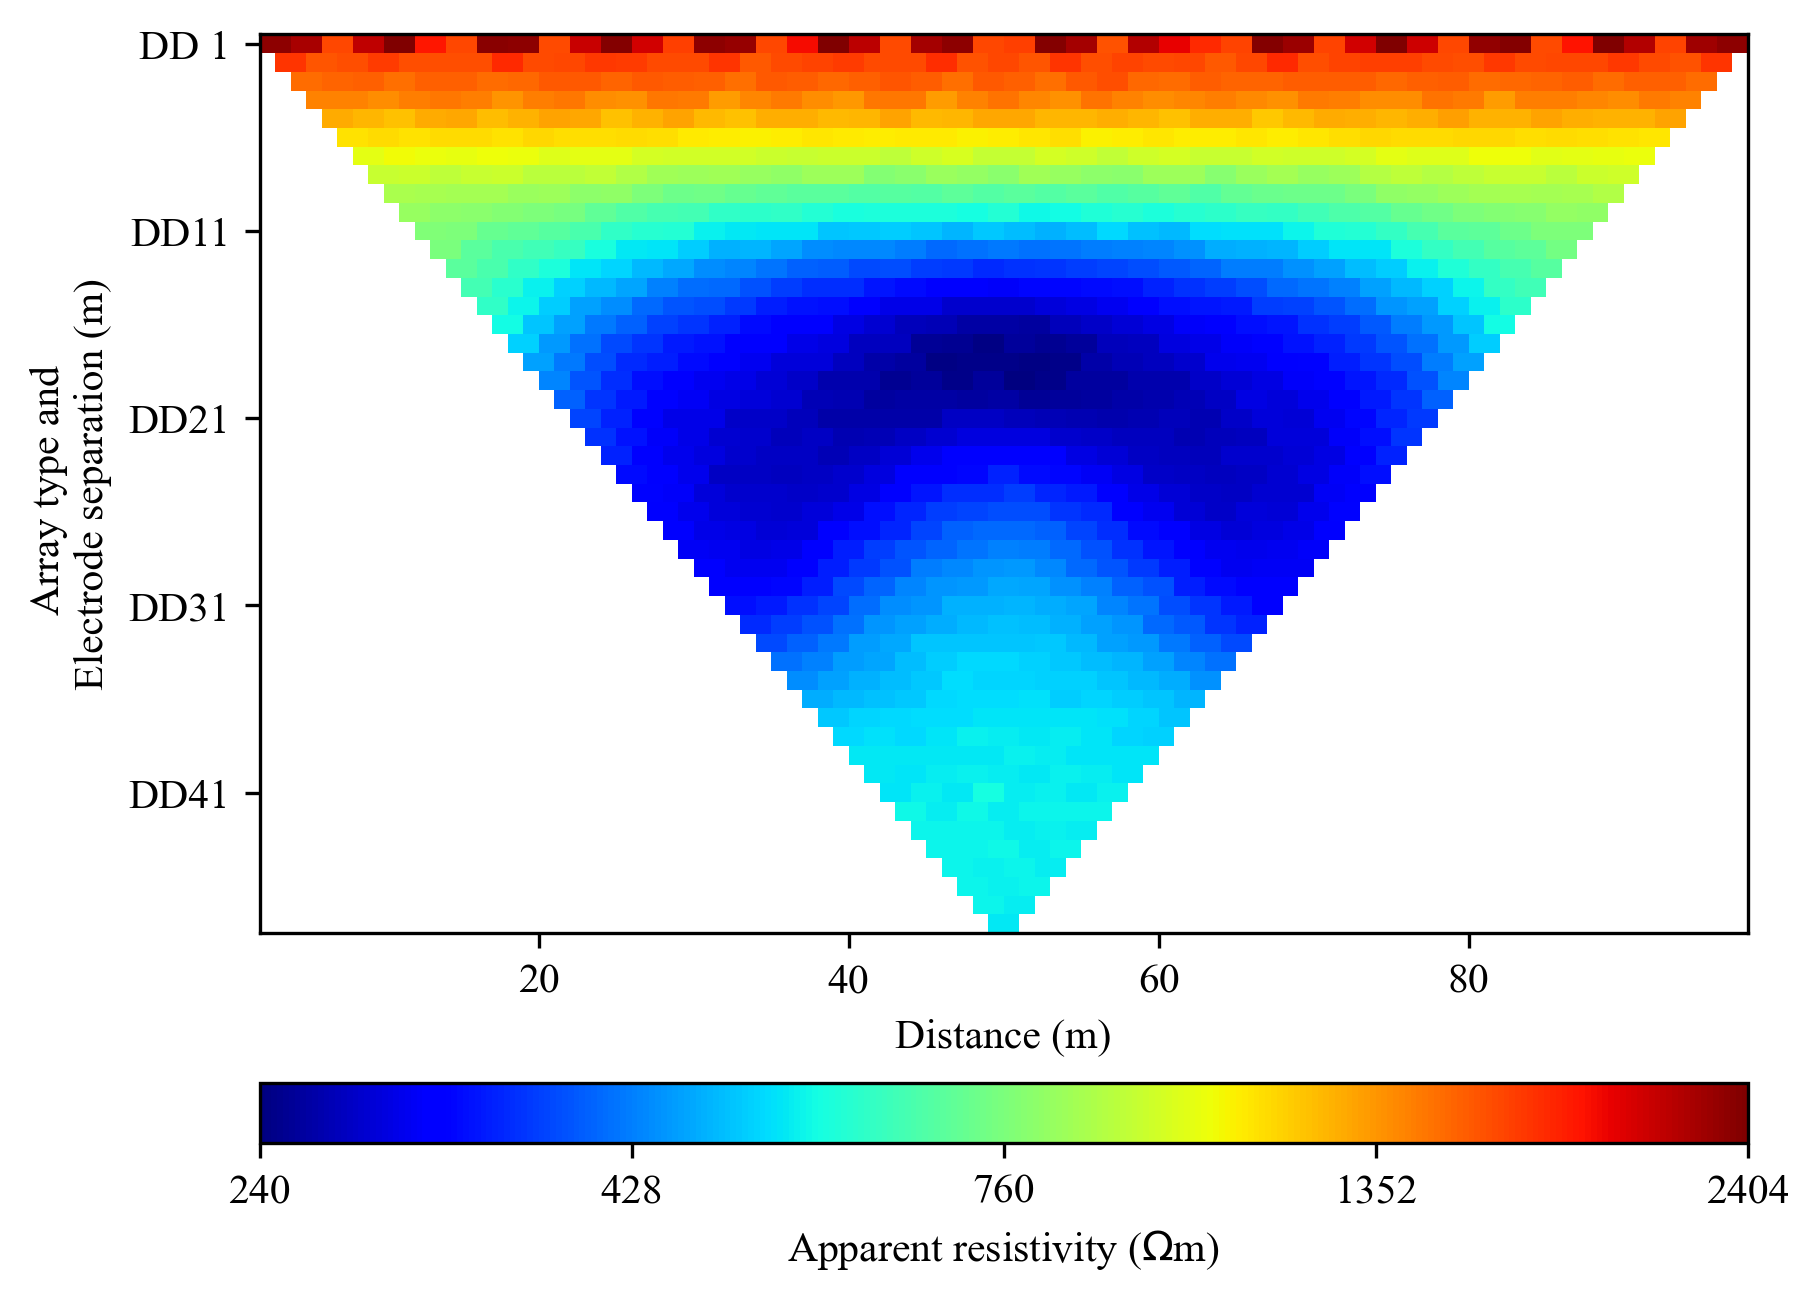 DD 1
DD11
DD21
DD31
DD41
Array type and
Electrode separation (m)
20 40 60 80
Distance (m)
240 428 760 1352 2404
Apparent resistivity (Ωm)